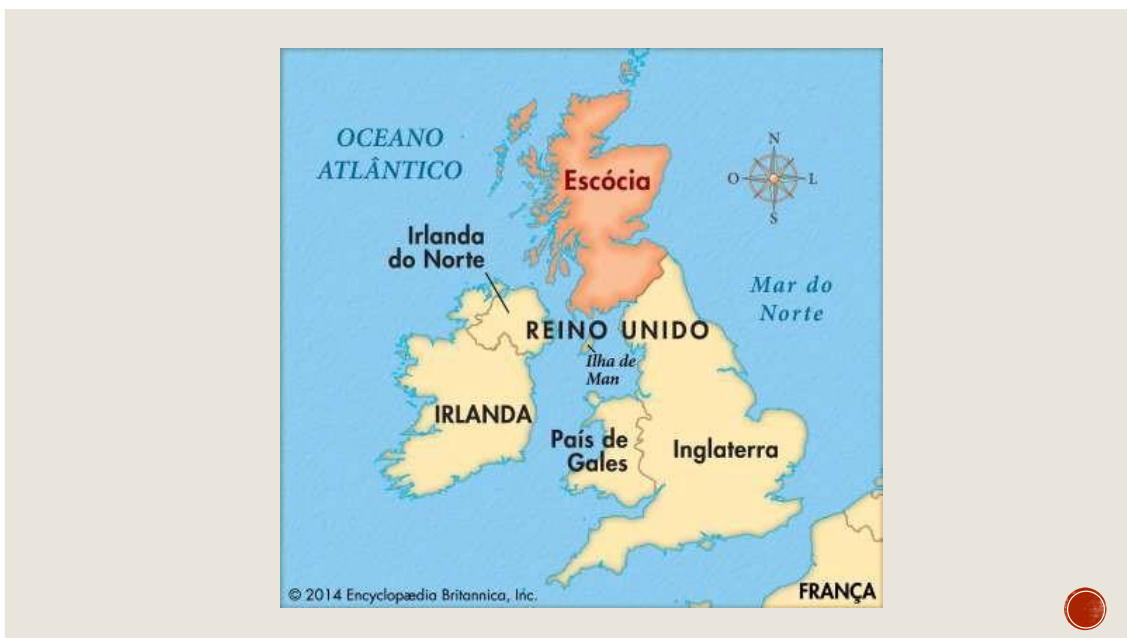 OCEANO
ATLÂNTICO
N
O
L
S
Escócia
Irlanda
do Norte
Mar do
Norte
REINO UNIDO
Ilha de
Man
IRLANDA
País de
Gales
Inglaterra
FRANÇA
© 2014 Encyclopædia Britannica, Inc.